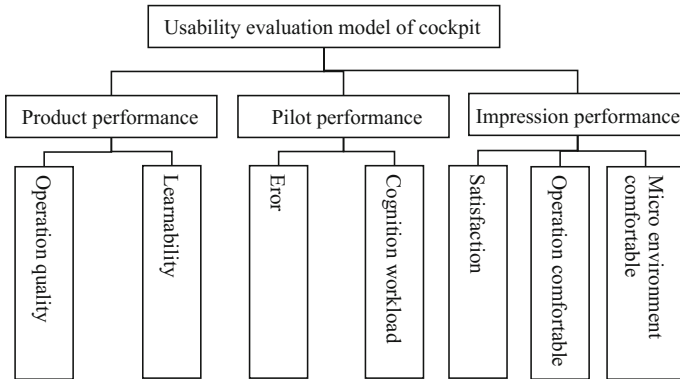 Usability evaluation model of cockpit
Product performance
Pilot performance
Impression performance
Operation quality
Learnability
Eror
Cognition workload
Satisfaction
Operation comfortable
Micro environment
comfortable